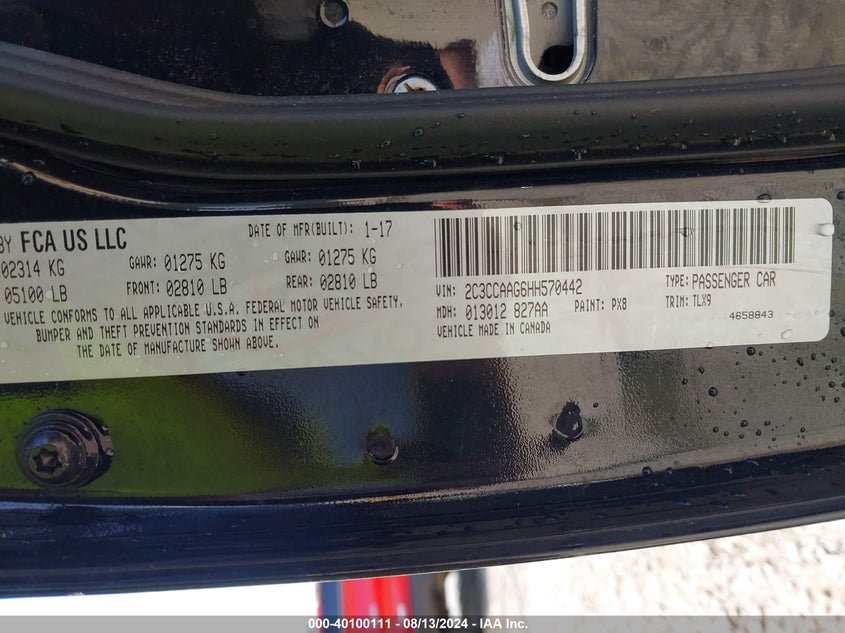 BY FCA US LLC DATE OF MFR(BUILT): 1-17
02314 KG GAWR: 01275 KG GAWR: 01275 KG
05100 LB FRONT: 02810 LB REAR: 02810 LB
VEHICLE CONFORMS TO ALL APPLICABLE U.S.A. FEDERAL MOTOR VEHICLE SAFETY,
BUMPER AND THEFT PREVENTION STANDARDS IN EFFECT ON
THE DATE OF MANUFACTURE SHOWN ABOVE.
VIN: 2C3CCAAG6HH570442 TYPE: PASSENGER CAR
MDH: 013012 827AA PAINT: PX8 TRIM: TLX9
VEHICLE MADE IN CANADA 4658843
000-40100111 - 08/13/2024 - IAA Inc.